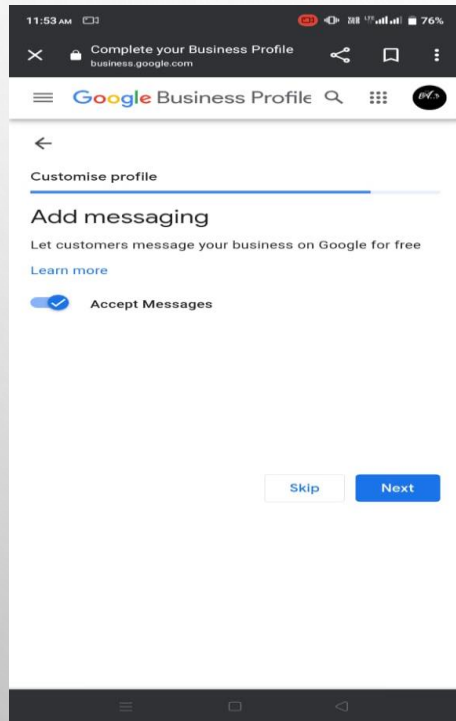 11:53 AM 76%
Complete your Business Profile
business.google.com
Google Business Profile
Customise profile
Add messaging
Let customers message your business on Google for free
Learn more
Accept Messages
Skip Next